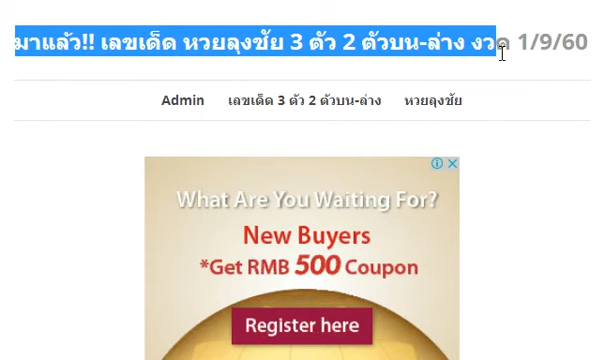 มาแล้ว!! เลขเด็ด หวยลุงชัย 3 ตัว 2 ตัวบน-ล่าง งวด 1/9/60
Admin เลขเด็ด 3 ตัว 2 ตัวบน-ล่าง หวยลุงชัย
What Are You Waiting For?
New Buyers
*Get RMB 500 Coupon
Register here